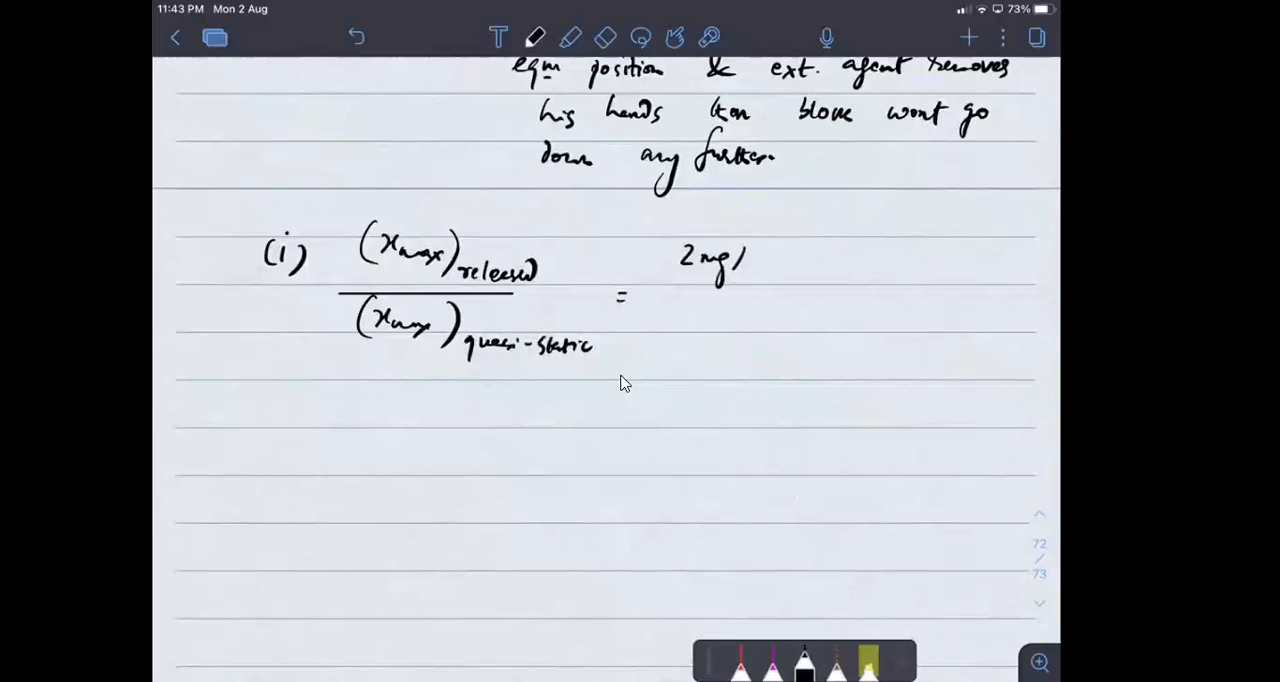 11:43 PM Mon 2 Aug 73%
T
eqm position & ext. agent removes
his hands then block wont go
down any further.
(i) (xmax)released / (xmax)quasi-static = 2mg/
72
/
73